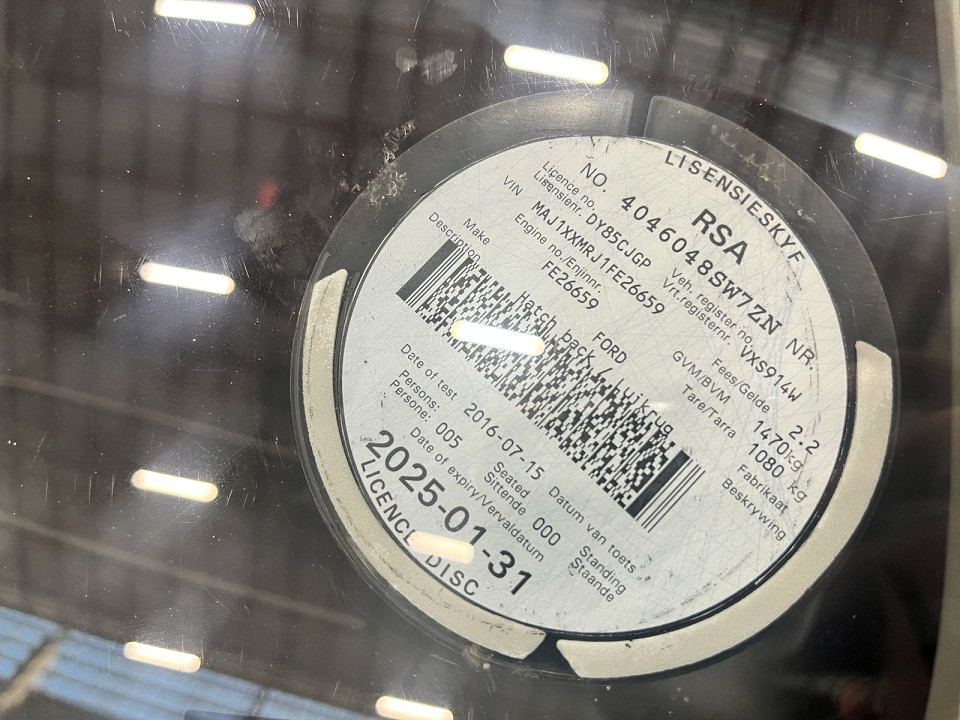 LISENSIESKYF
RSA
NO. 4046048SW7ZN NR.
Licence no.
Lisensienr. DY85CJGP
Veh. register no.
Vrt.registernr. VXS914W
VIN MAJ1XXMRJ1FE26659
Fees/Gelde 2.2
Engine no./Enjinnr.
FE26659
GVM/BVM 1470kg
Tare/Tarra 1080 kg
Make FORD Fabrikaat
Description Hatch back/Luikrug Beskrywing
Date of test 2016-07-15 Datum van toets
Persons:
Persone: 005
Seated
Sittende 000
Standing
Staande
Date of expiry/Vervaldatum
2025-01-31
LICENCE DISC